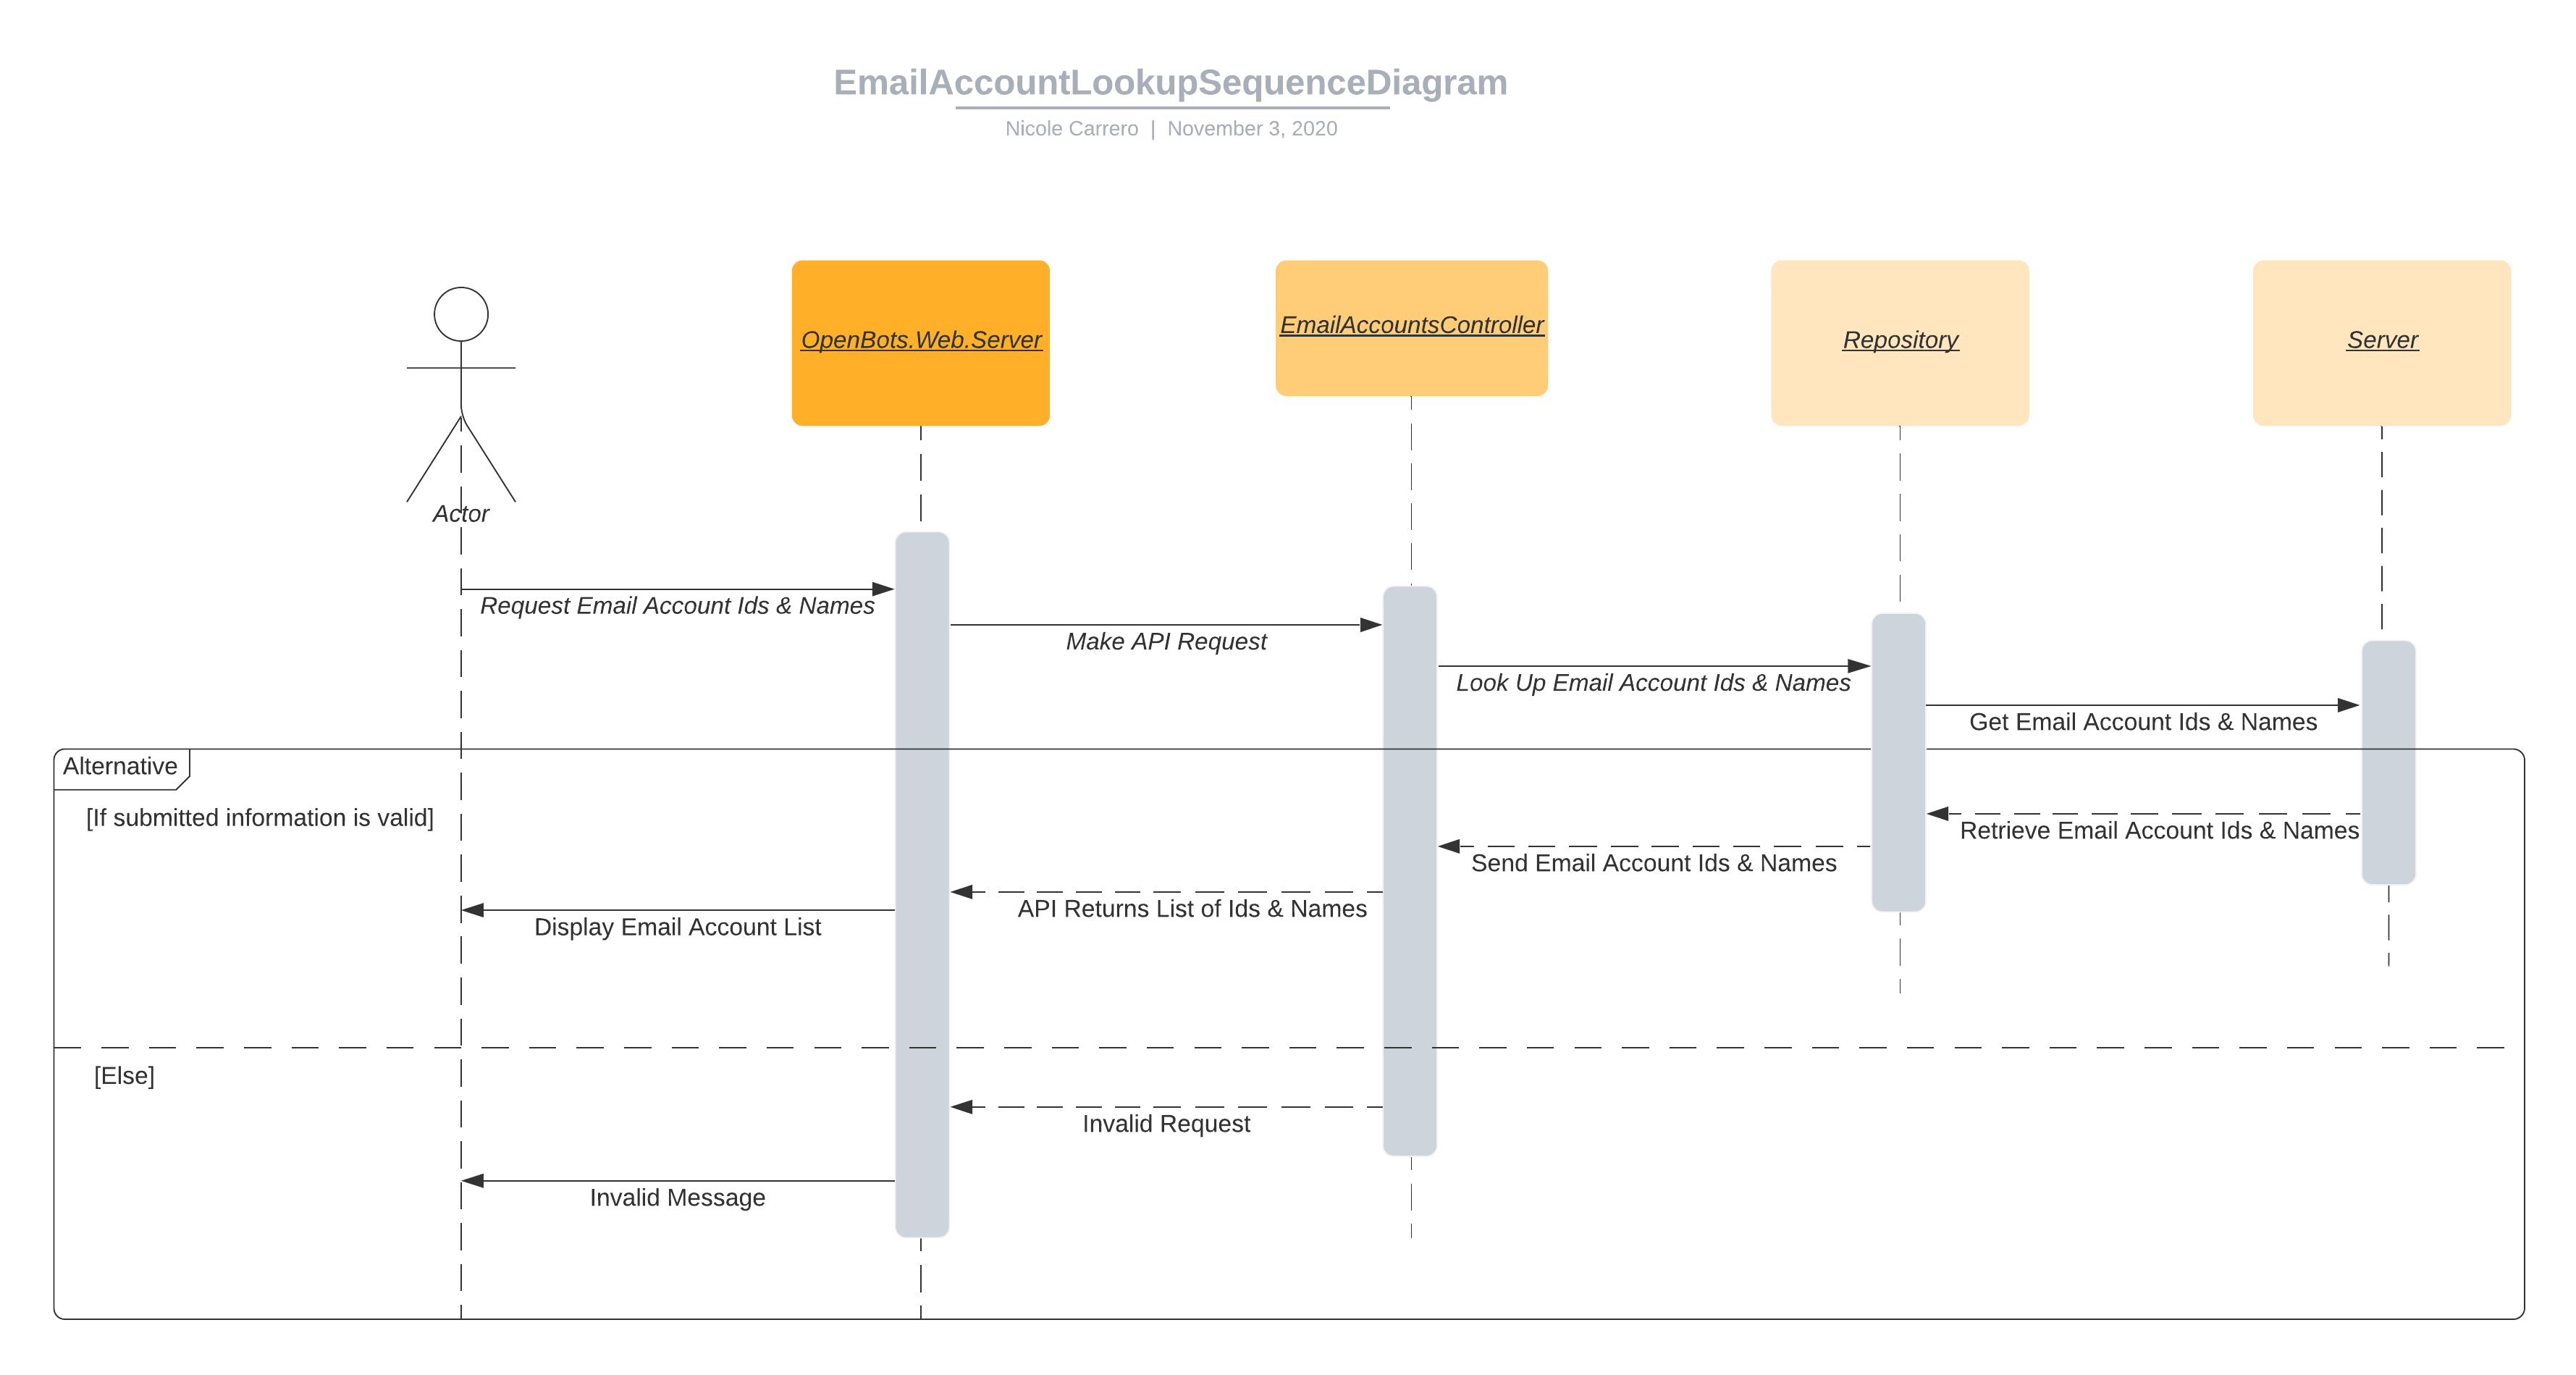 EmailAccountLookupSequenceDiagram
Nicole Carrero | November 3, 2020
OpenBots.Web.Server
EmailAccountsController
Repository
Server
Actor
Request Email Account Ids & Names
Make API Request
Look Up Email Account Ids & Names
Get Email Account Ids & Names
Alternative
[If submitted information is valid]
Retrieve Email Account Ids & Names
Send Email Account Ids & Names
API Returns List of Ids & Names
Display Email Account List
[Else]
Invalid Request
Invalid Message